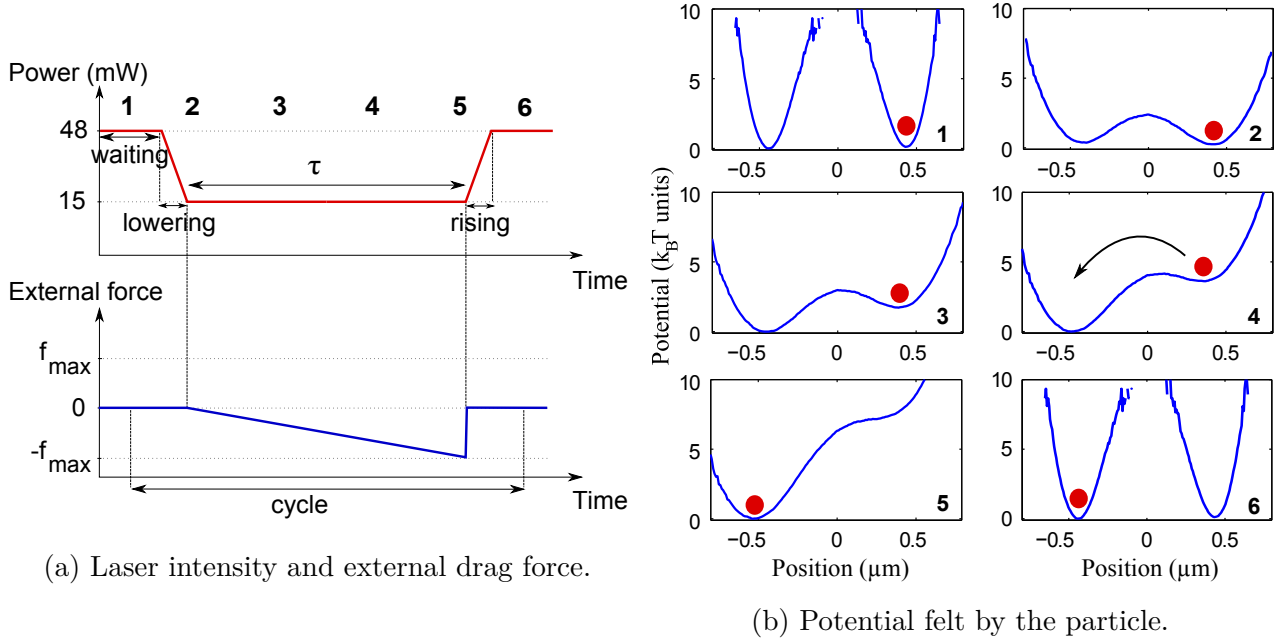 Power (mW)
1 2 3 4 5 6
48
waiting
τ
15
lowering
rising
Time
External force
f max
0
-f max
Time
cycle
(a) Laser intensity and external drag force.
Potential (k_B T units)
10
5
0
−0.5 0 0.5
1
10
5
0
−0.5 0 0.5
2
10
5
0
−0.5 0 0.5
3
10
5
0
−0.5 0 0.5
4
10
5
0
−0.5 0 0.5
5
Position (µm)
10
5
0
−0.5 0 0.5
6
Position (µm)
(b) Potential felt by the particle.